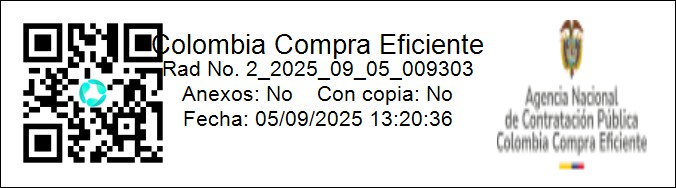 Colombia Compra Eficiente
Rad No. 2_2025_09_05_009303
Anexos: No    Con copia: No
Fecha: 05/09/2025 13:20:36
Agencia Nacional
de Contratación Pública
Colombia Compra Eficiente